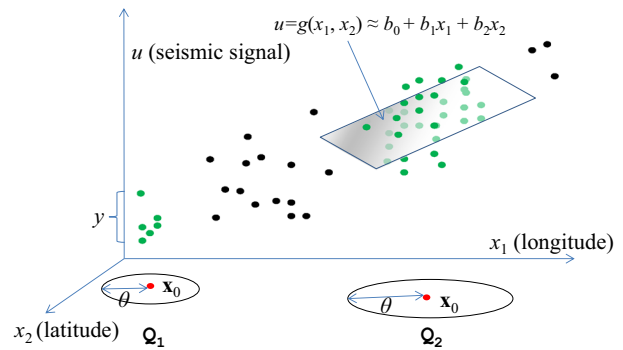 u=g(x₁, x₂) ≈ b₀ + b₁x₁ + b₂x₂
u (seismic signal)
y
x₁ (longitude)
x₀
θ
x₀
θ
x₂ (latitude)
Q₁
Q₂